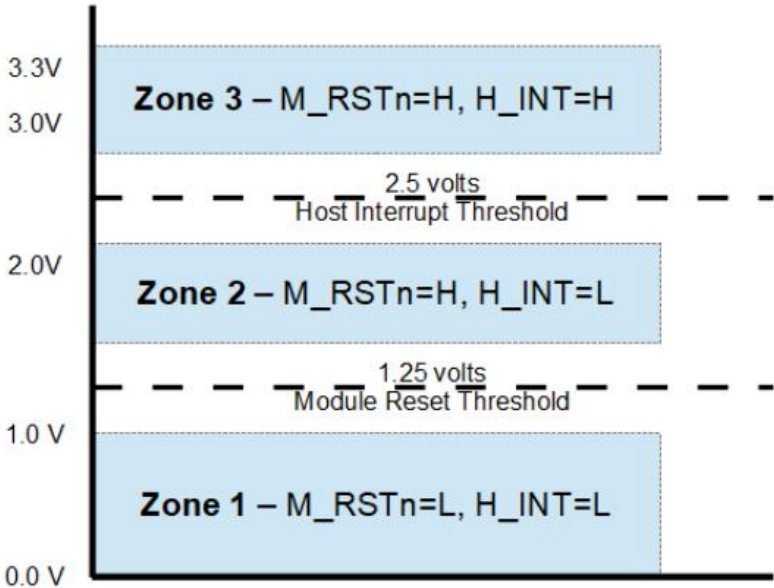 3.3V
Zone 3 – M_RSTn=H, H_INT=H
3.0V
2.5 volts
Host Interrupt Threshold
2.0V
Zone 2 – M_RSTn=H, H_INT=L
1.25 volts
Module Reset Threshold
1.0 V
Zone 1 – M_RSTn=L, H_INT=L
0.0 V